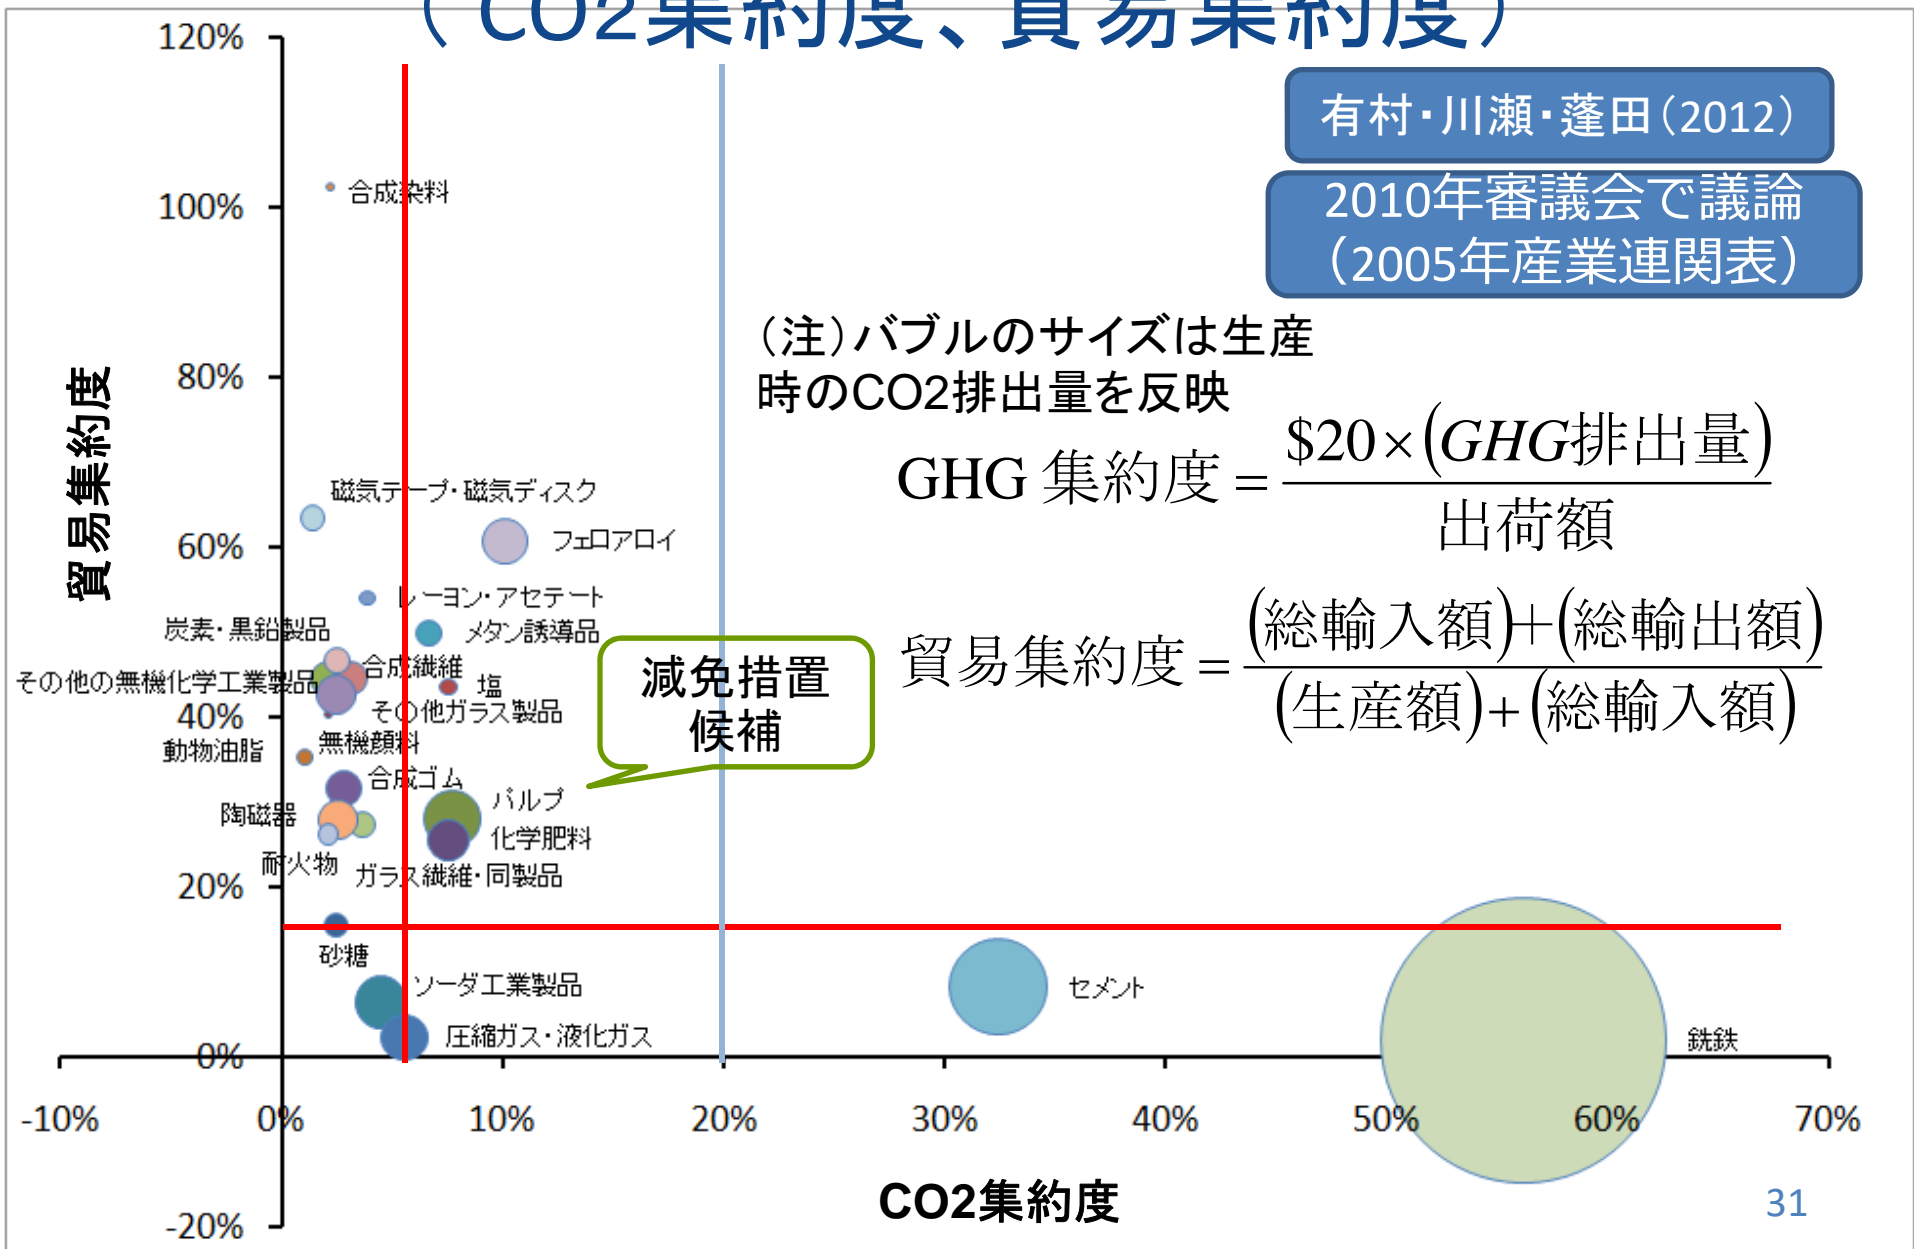 （CO2集約度、貿易集約度）
有村・川瀬・蓬田（2012）
2010年審議会で議論
（2005年産業連関表）
（注）バブルのサイズは生産
時のCO2排出量を反映
GHG 集約度 = $20×(GHG排出量) / 出荷額
貿易集約度 = (総輸入額)+(総輸出額) / (生産額)+(総輸入額)
減免措置
候補
貿易集約度
120%
100%
80%
60%
40%
20%
0%
-20%
合成染料
磁気テープ・磁気ディスク
フェロアロイ
レーヨン・アセテート
炭素・黒鉛製品
メタン誘導品
合成繊維
その他の無機化学工業製品
塩
その他ガラス製品
無機顔料
動物油脂
合成ゴム
パルプ
陶磁器
化学肥料
耐火物
ガラス繊維・同製品
砂糖
ソーダ工業製品
セメント
圧縮ガス・液化ガス
銑鉄
-10%
0%
10%
20%
30%
40%
50%
60%
70%
CO2集約度
31